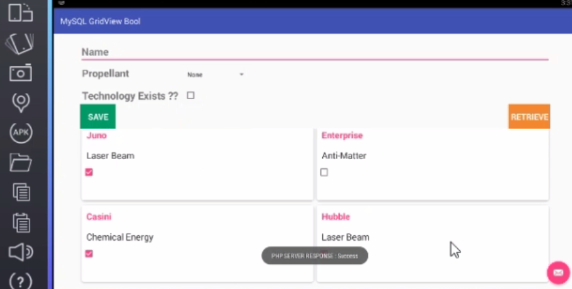 MySQL GridView Bool
Name
Propellant None
Technology Exists ??
SAVE RETRIEVE
Juno Enterprise
Laser Beam Anti-Matter
Casini Hubble
Chemical Energy Laser Beam
PHP SERVER RESPONSE : Success
APK